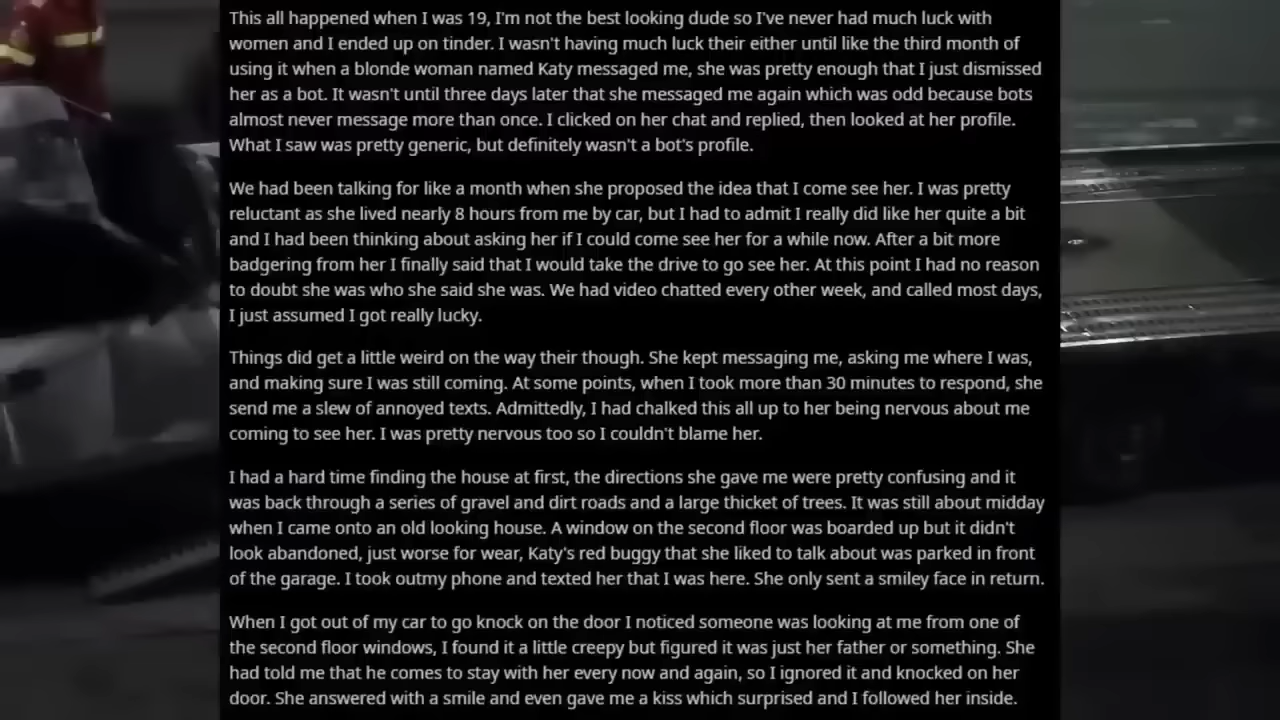 This all happened when I was 19, I'm not the best looking dude so I've never had much luck with
women and I ended up on tinder. I wasn't having much luck their either until like the third month of
using it when a blonde woman named Katy messaged me, she was pretty enough that I just dismissed
her as a bot. It wasn't until three days later that she messaged me again which was odd because bots
almost never message more than once. I clicked on her chat and replied, then looked at her profile.
What I saw was pretty generic, but definitely wasn't a bot's profile.
We had been talking for like a month when she proposed the idea that I come see her. I was pretty
reluctant as she lived nearly 8 hours from me by car, but I had to admit I really did like her quite a bit
and I had been thinking about asking her if I could come see her for a while now. After a bit more
badgering from her I finally said that I would take the drive to go see her. At this point I had no reason
to doubt she was who she said she was. We had video chatted every other week, and called most days,
I just assumed I got really lucky.
Things did get a little weird on the way their though. She kept messaging me, asking me where I was,
and making sure I was still coming. At some points, when I took more than 30 minutes to respond, she
send me a slew of annoyed texts. Admittedly, I had chalked this all up to her being nervous about me
coming to see her. I was pretty nervous too so I couldn't blame her.
I had a hard time finding the house at first, the directions she gave me were pretty confusing and it
was back through a series of gravel and dirt roads and a large thicket of trees. It was still about midday
when I came onto an old looking house. A window on the second floor was boarded up but it didn't
look abandoned, just worse for wear, Katy's red buggy that she liked to talk about was parked in front
of the garage. I took outmy phone and texted her that I was here. She only sent a smiley face in return.
When I got out of my car to go knock on the door I noticed someone was looking at me from one of
the second floor windows, I found it a little creepy but figured it was just her father or something. She
had told me that he comes to stay with her every now and again, so I ignored it and knocked on her
door. She answered with a smile and even gave me a kiss which surprised and I followed her inside.